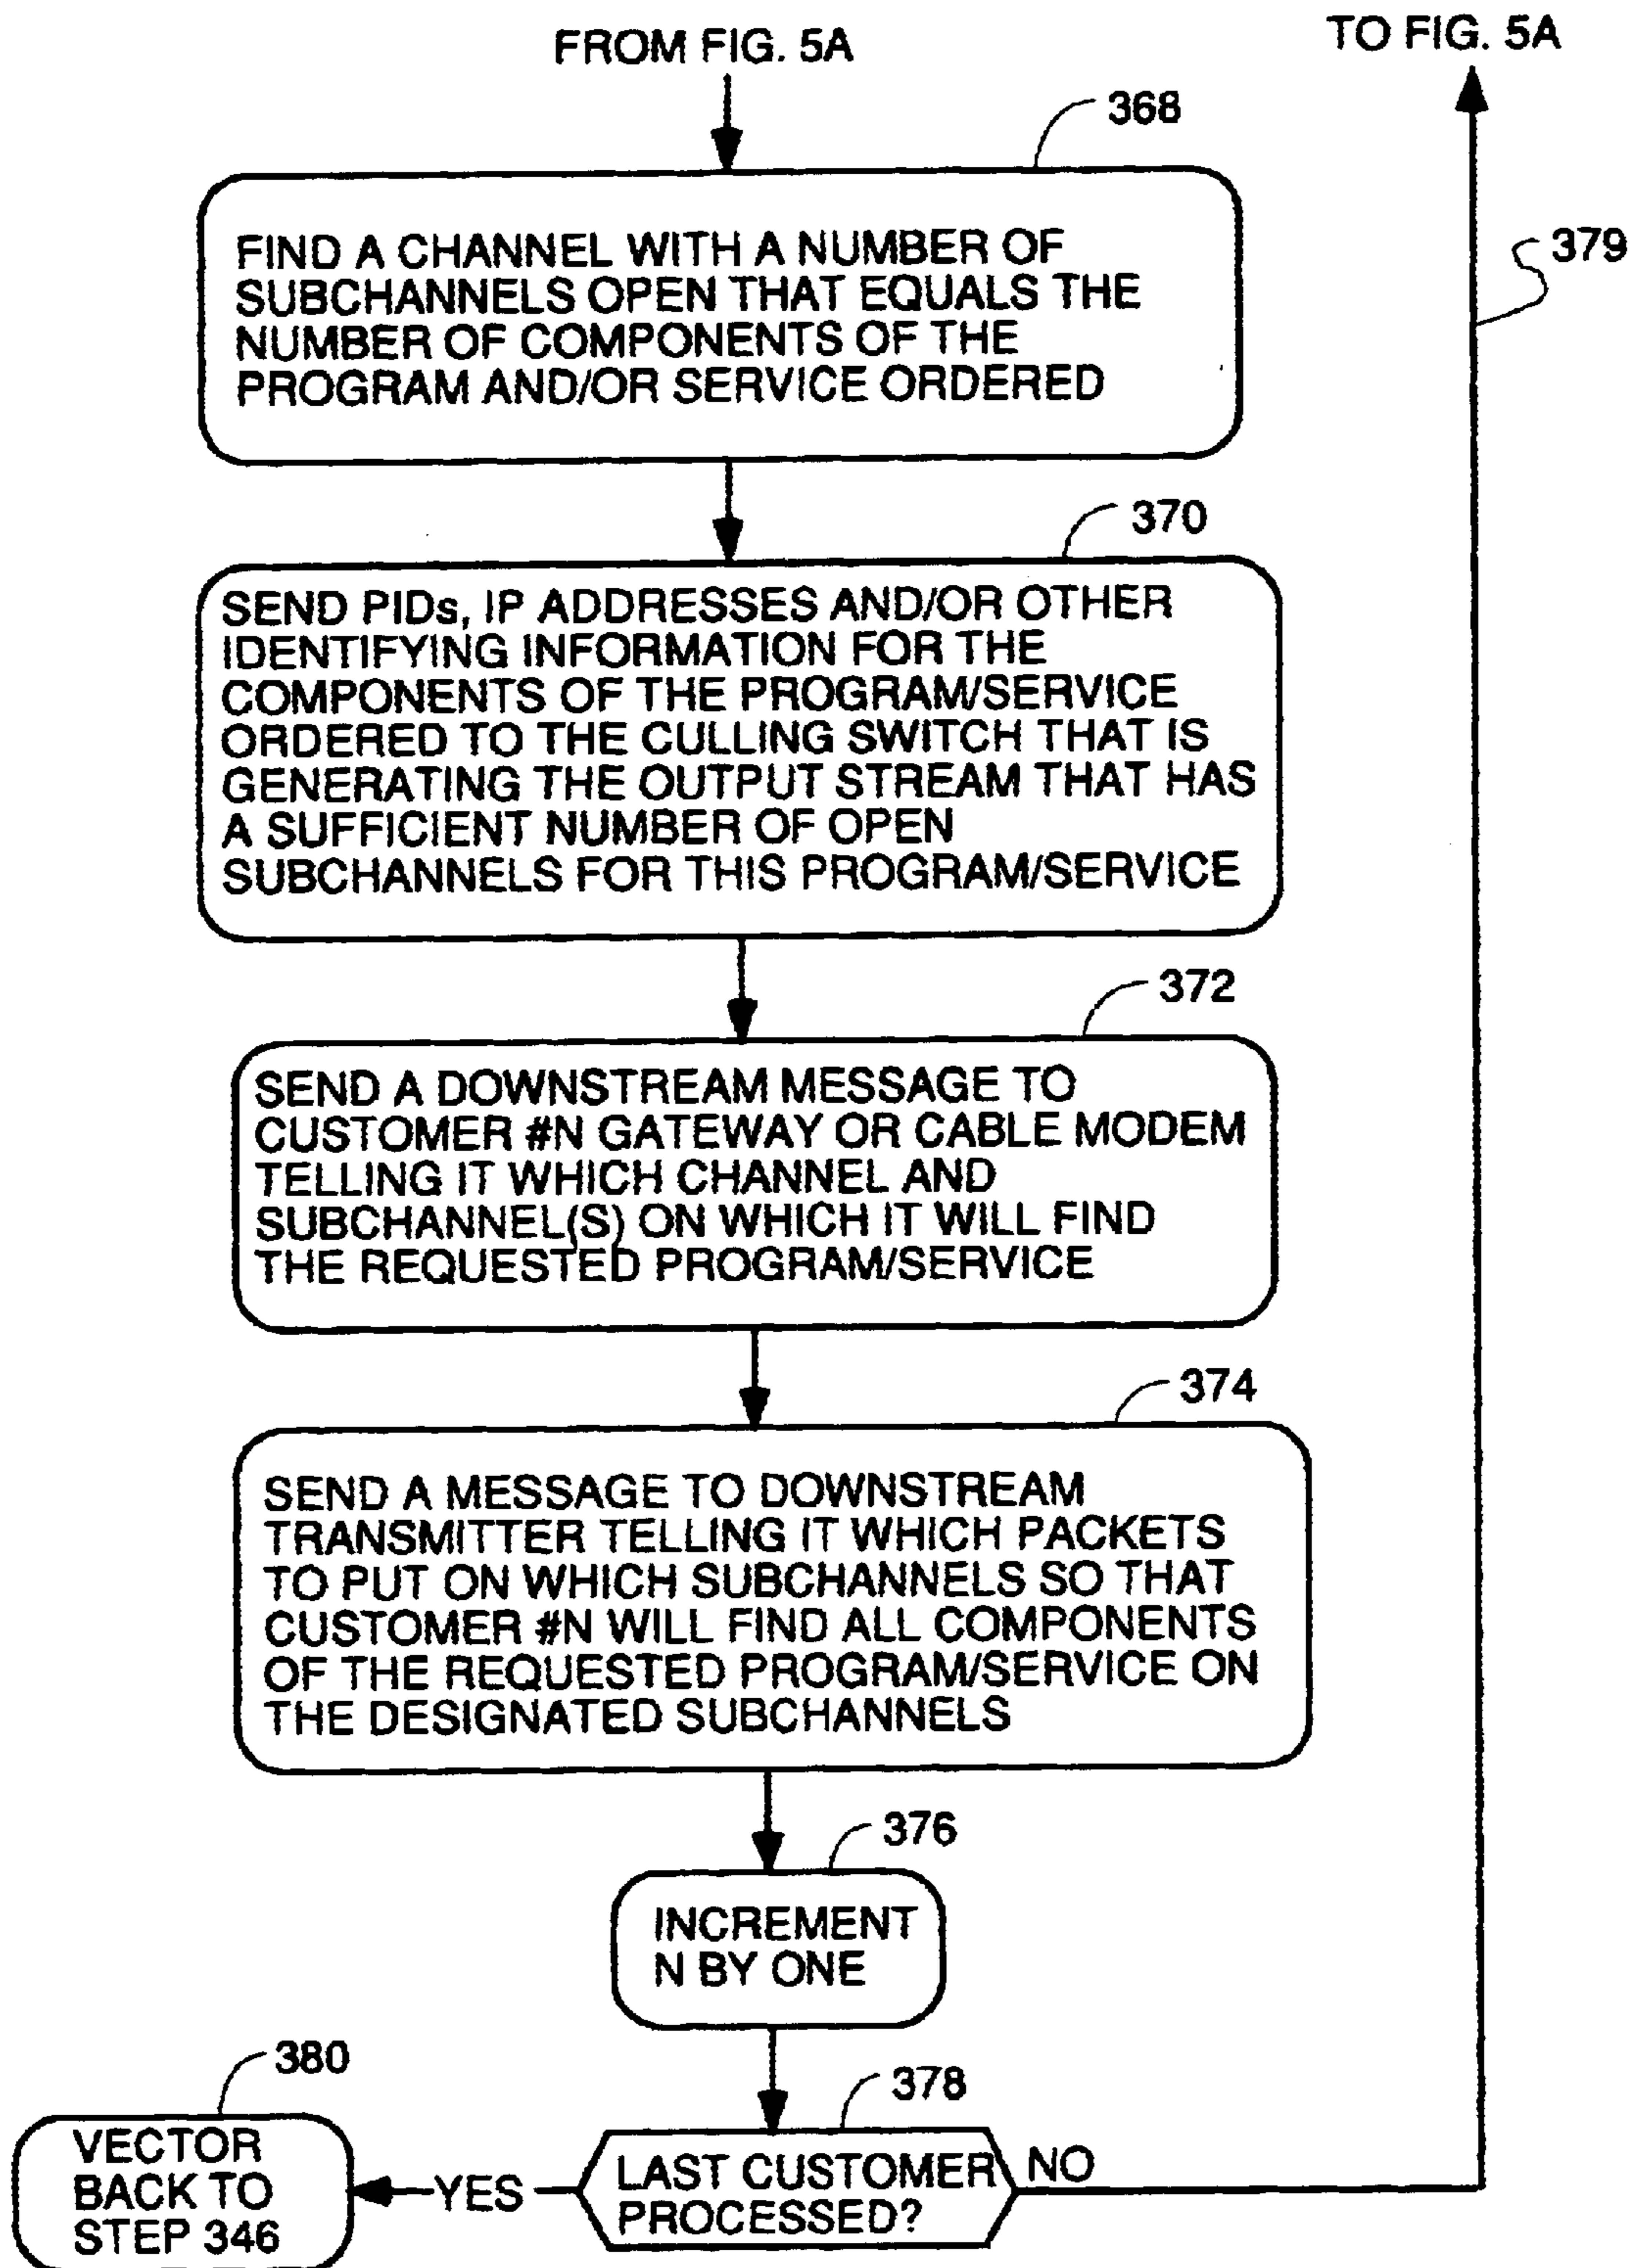 FROM FIG. 5A
TO FIG. 5A
368
379
FIND A CHANNEL WITH A NUMBER OF
SUBCHANNELS OPEN THAT EQUALS THE
NUMBER OF COMPONENTS OF THE
PROGRAM AND/OR SERVICE ORDERED
370
SEND PIDs, IP ADDRESSES AND/OR OTHER
IDENTIFYING INFORMATION FOR THE
COMPONENTS OF THE PROGRAM/SERVICE
ORDERED TO THE CULLING SWITCH THAT IS
GENERATING THE OUTPUT STREAM THAT HAS
A SUFFICIENT NUMBER OF OPEN
SUBCHANNELS FOR THIS PROGRAM/SERVICE
372
SEND A DOWNSTREAM MESSAGE TO
CUSTOMER #N GATEWAY OR CABLE MODEM
TELLING IT WHICH CHANNEL AND
SUBCHANNEL(S) ON WHICH IT WILL FIND
THE REQUESTED PROGRAM/SERVICE
374
SEND A MESSAGE TO DOWNSTREAM
TRANSMITTER TELLING IT WHICH PACKETS
TO PUT ON WHICH SUBCHANNELS SO THAT
CUSTOMER #N WILL FIND ALL COMPONENTS
OF THE REQUESTED PROGRAM/SERVICE ON
THE DESIGNATED SUBCHANNELS
376
INCREMENT
N BY ONE
380
378
VECTOR
BACK TO
STEP 346
YES
LAST CUSTOMER
PROCESSED?
NO